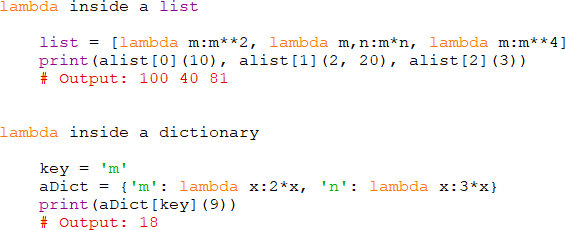 lambda inside a list
list = [lambda m:m**2, lambda m,n:m*n, lambda m:m**4]
print(alist[0](10), alist[1](2, 20), alist[2](3))
# Output: 100 40 81
lambda inside a dictionary
key = 'm'
aDict = {'m': lambda x:2*x, 'n': lambda x:3*x}
print(aDict[key](9))
# Output: 18